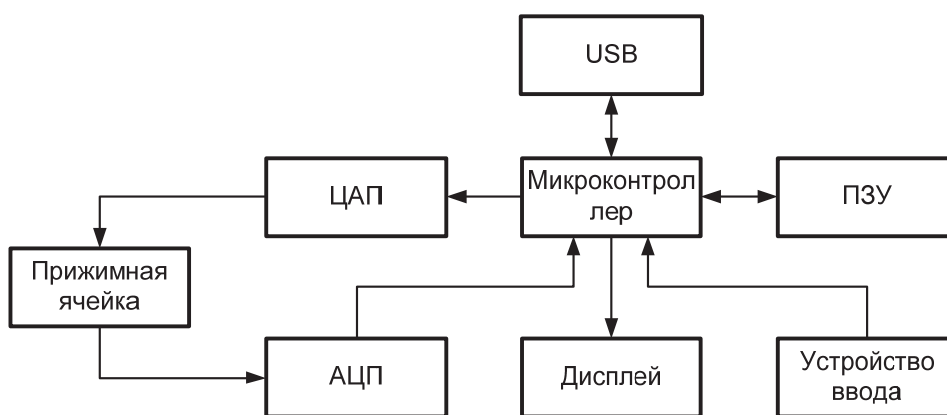 USB
ЦАП
Микроконтрол
лер
ПЗУ
Прижимная
ячейка
АЦП
Дисплей
Устройство
ввода